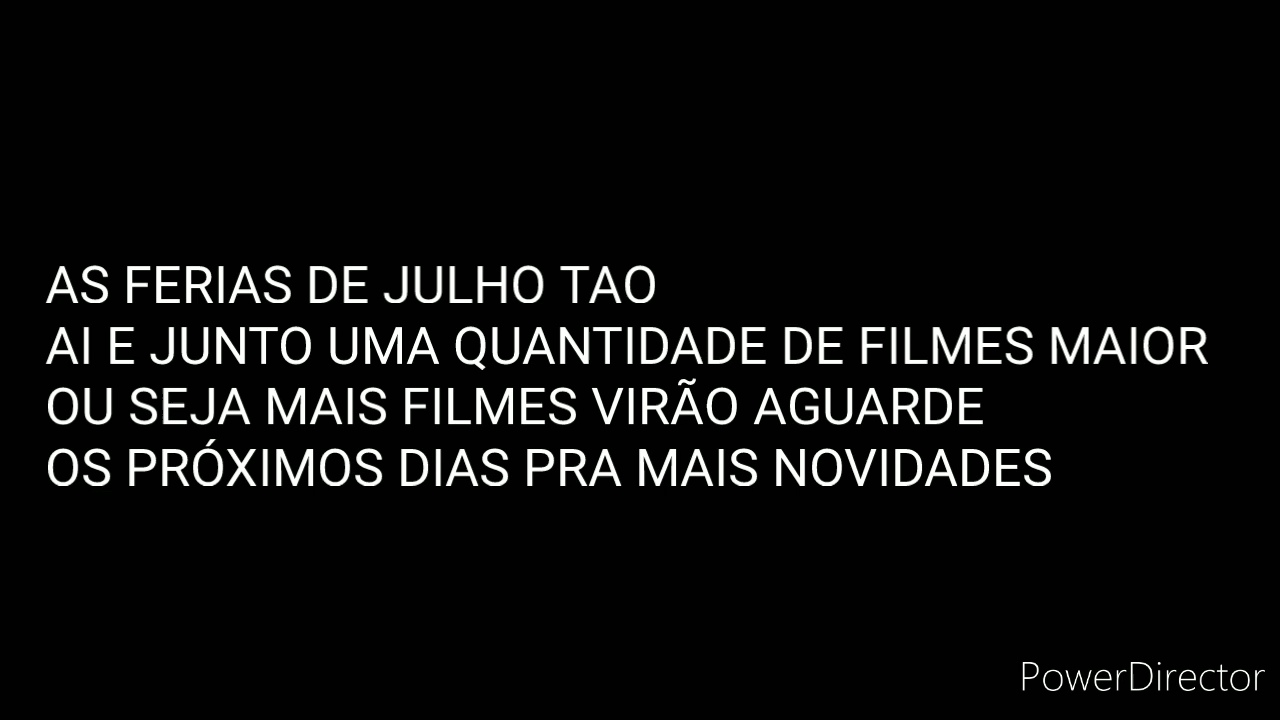 AS FERIAS DE JULHO TAO
AI E JUNTO UMA QUANTIDADE DE FILMES MAIOR
OU SEJA MAIS FILMES VIRÃO AGUARDE
OS PRÓXIMOS DIAS PRA MAIS NOVIDADES
PowerDirector